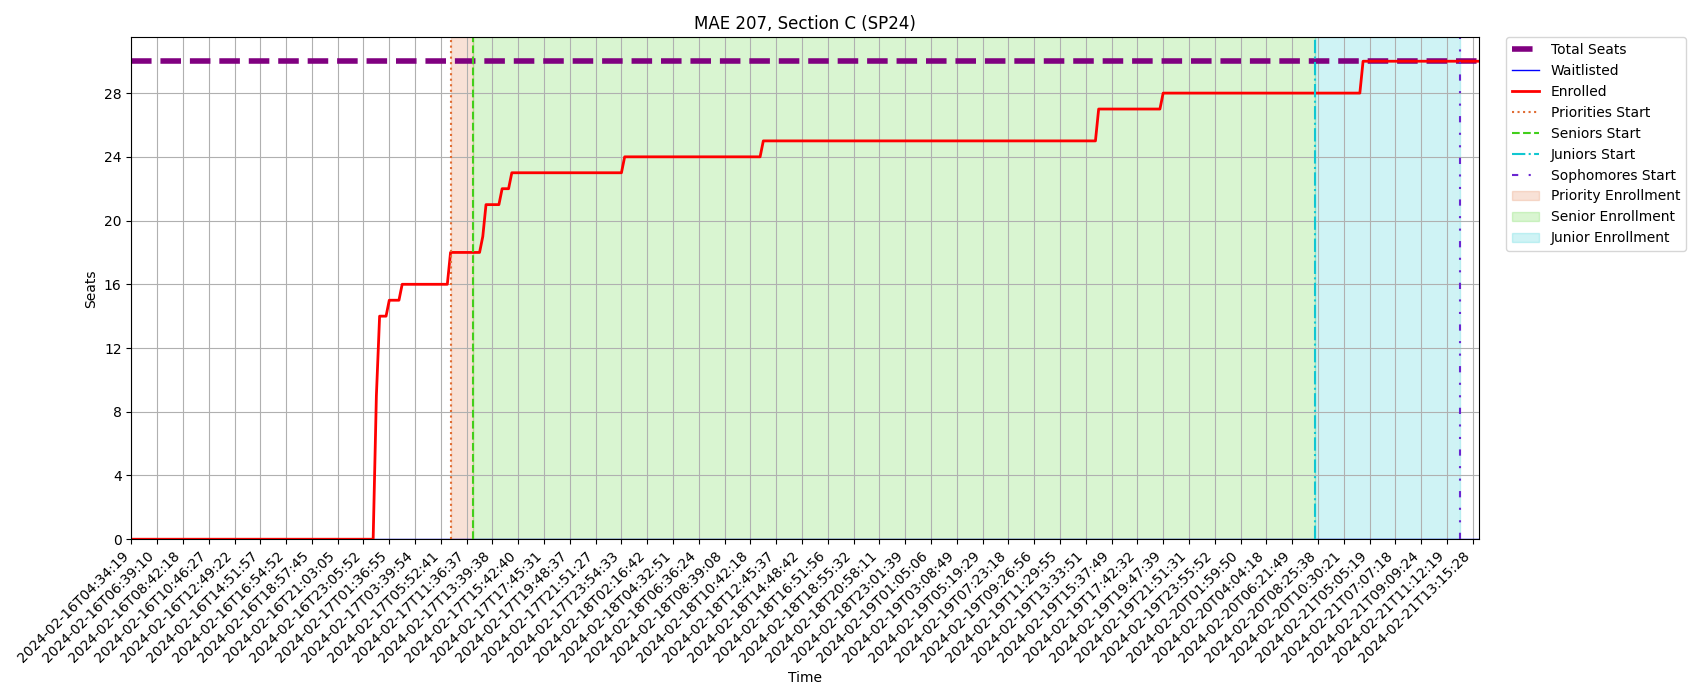 MAE 207, Section C (SP24)
Total Seats
Waitlisted
Enrolled
Priorities Start
Seniors Start
Juniors Start
Sophomores Start
Priority Enrollment
Senior Enrollment
Junior Enrollment
Seats
28
24
20
16
12
8
4
0
2024-02-16T04:34:19
2024-02-16T06:39:10
2024-02-16T08:42:18
2024-02-16T10:46:27
2024-02-16T12:49:22
2024-02-16T14:51:57
2024-02-16T16:54:52
2024-02-16T18:57:45
2024-02-16T21:03:05
2024-02-16T23:05:52
2024-02-17T01:36:55
2024-02-17T03:39:54
2024-02-17T05:52:41
2024-02-17T11:36:37
2024-02-17T13:39:38
2024-02-17T15:42:40
2024-02-17T17:45:31
2024-02-17T19:48:37
2024-02-17T21:51:27
2024-02-17T23:54:33
2024-02-18T02:16:42
2024-02-18T04:32:51
2024-02-18T06:36:24
2024-02-18T08:39:08
2024-02-18T10:42:18
2024-02-18T12:45:37
2024-02-18T14:48:42
2024-02-18T16:51:56
2024-02-18T18:55:32
2024-02-18T20:58:11
2024-02-18T23:01:39
2024-02-19T01:05:06
2024-02-19T03:08:49
2024-02-19T05:19:29
2024-02-19T07:23:18
2024-02-19T09:26:56
2024-02-19T11:29:55
2024-02-19T13:33:51
2024-02-19T15:37:49
2024-02-19T17:42:32
2024-02-19T19:47:39
2024-02-19T21:51:31
2024-02-19T23:55:52
2024-02-20T01:59:50
2024-02-20T04:04:18
2024-02-20T06:21:49
2024-02-20T08:25:38
2024-02-20T10:30:21
2024-02-21T05:05:19
2024-02-21T07:07:18
2024-02-21T09:09:24
2024-02-21T11:12:19
2024-02-21T13:15:28
Time